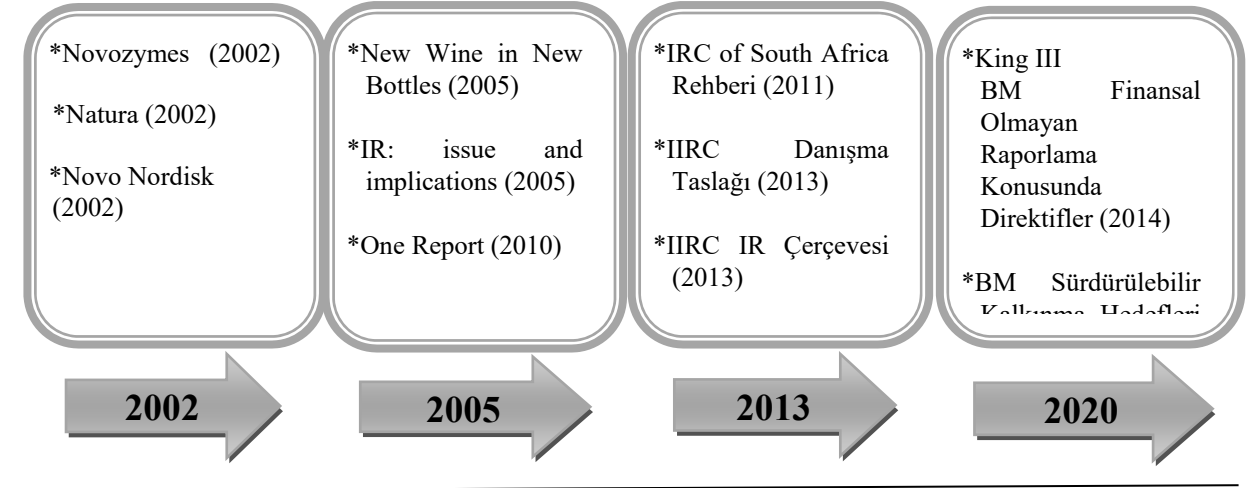 *Novozymes (2002)
*Natura (2002)
*Novo Nordisk
(2002)
*New Wine in New
Bottles (2005)
*IR: issue and
implications (2005)
*One Report (2010)
*IRC of South Africa
Rehberi (2011)
*IIRC Danışma
Taslağı (2013)
*IIRC IR Çerçevesi
(2013)
*King III
BM Finansal
Olmayan
Raporlama
Konusunda
Direktifler (2014)
*BM Sürdürülebilir
Kalkınma Hedefleri
2002
2005
2013
2020